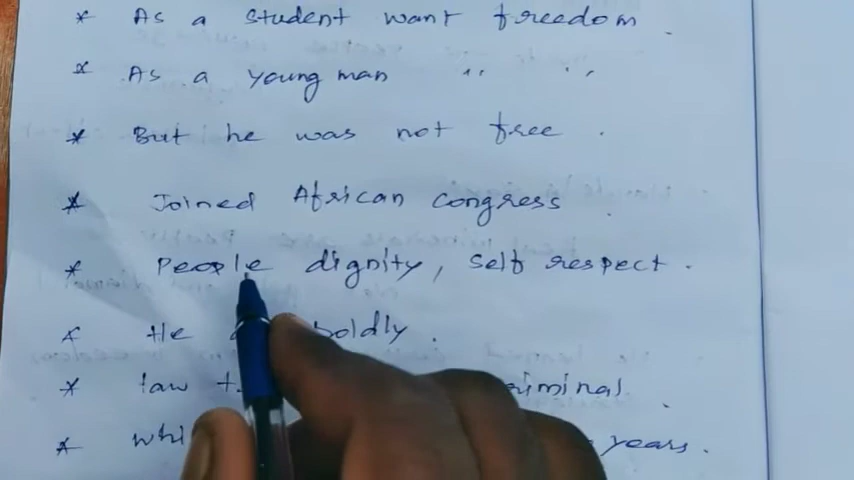 * As a student want freedom .
* As a young man " "
* But he was not free .
* Joined African congress .
* People dignity, Self respect .
* He boldly .
* law
* years .